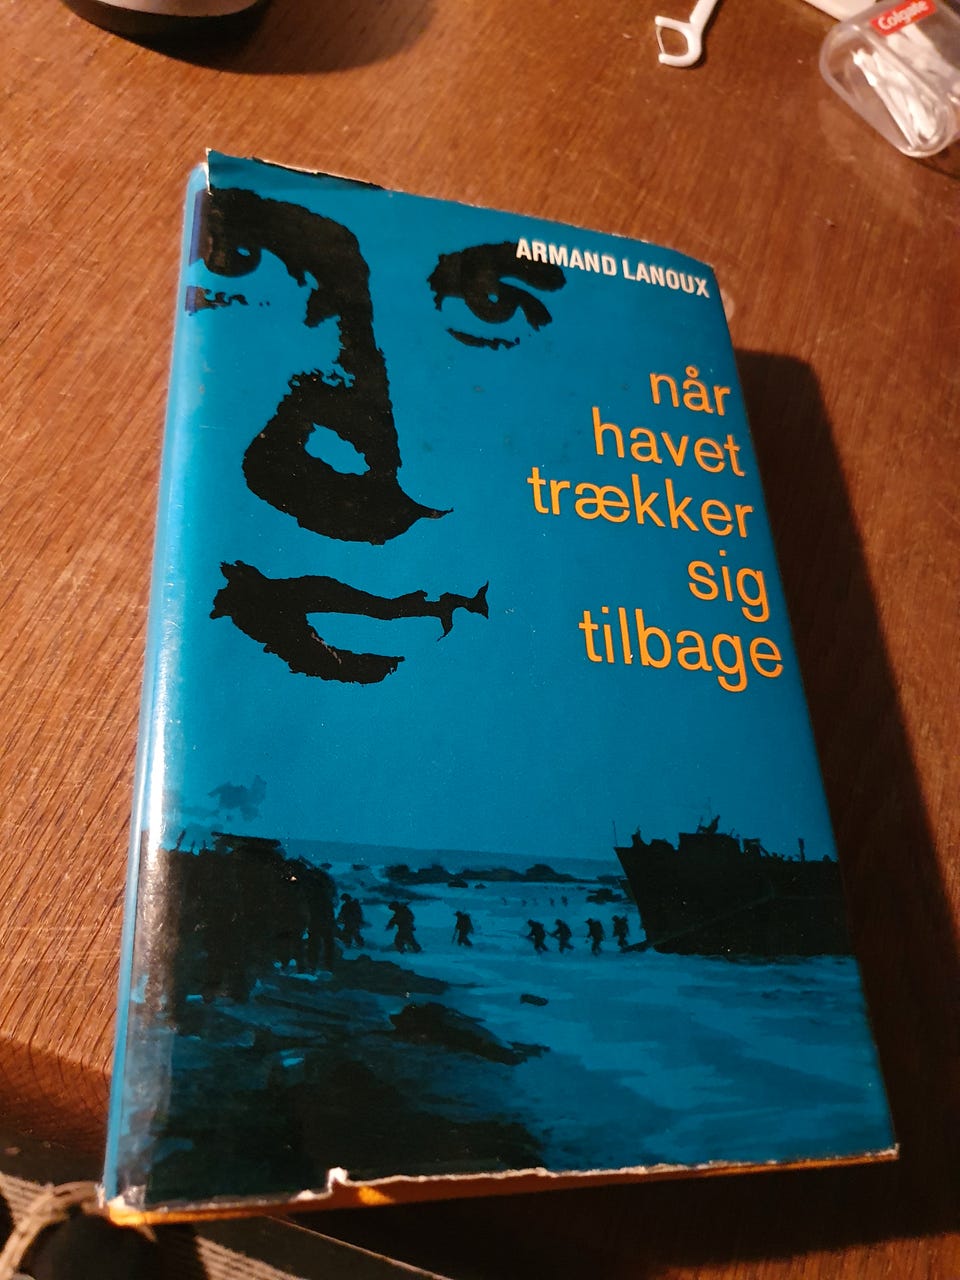 Colgate
ARMAND LANOUX
når
havet
trækker
sig
tilbage